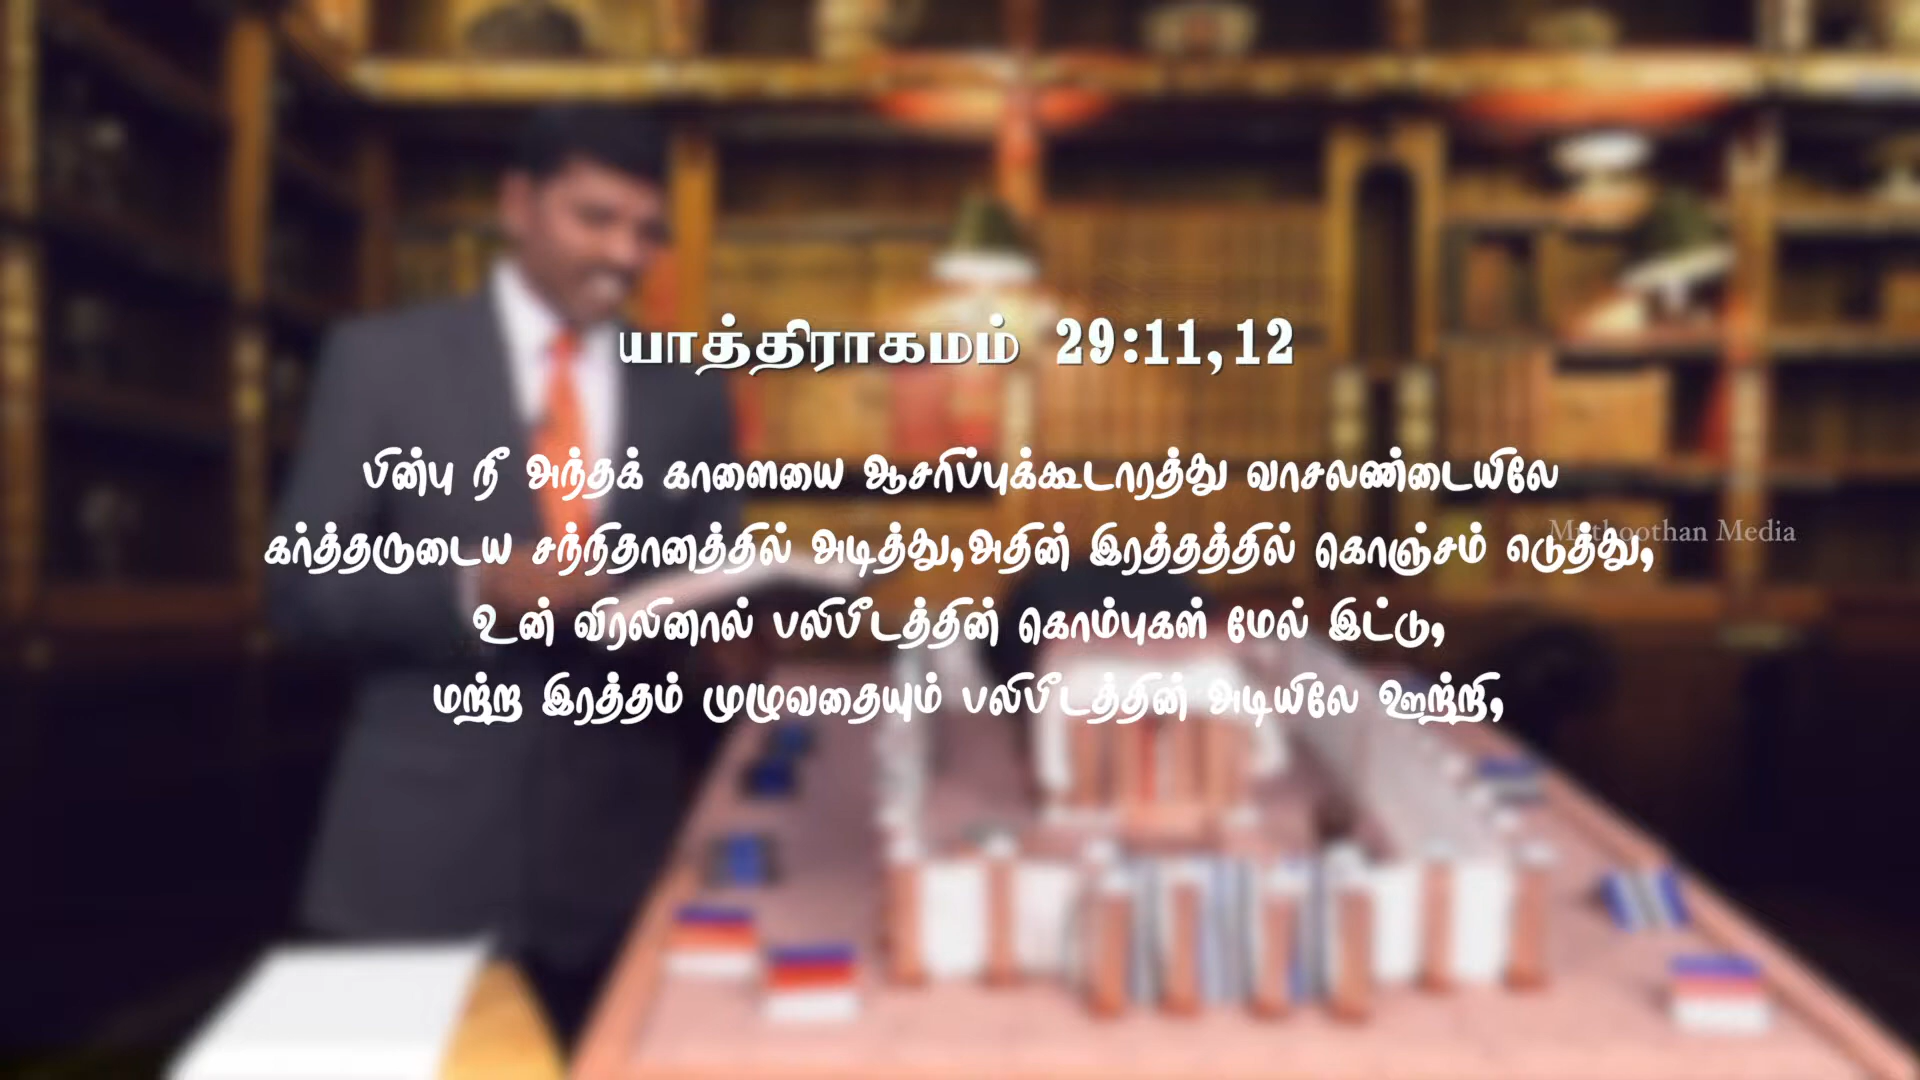 யாத்திராகமம் 29:11,12
பின்பு நீ அந்தக் காளையை ஆசரிப்புக்கூடாரத்து வாசலண்டையிலே
கர்த்தருடைய சந்நிதானத்தில் அடித்து,அதின் இரத்தத்தில் கொஞ்சம் எடுத்து,
Muthoothan Media
உன் விரலினால் பலிபீடத்தின் கொம்புகள் மேல் இட்டு,
மற்ற இரத்தம் முழுவதையும் பலிபீடத்தின் அடியிலே ஊற்றி,